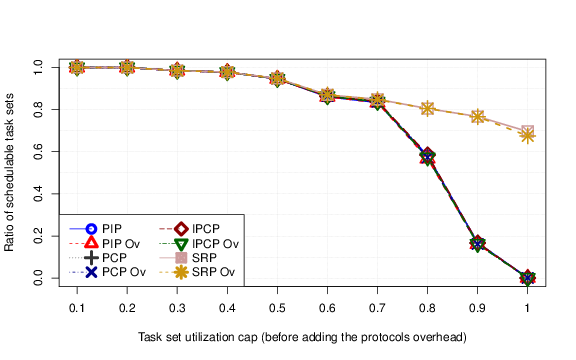 Ratio of schedulable task sets
1.0
0.8
0.6
0.4
0.2
0.0
PIP
PIP Ov
PCP
PCP Ov
IPCP
IPCP Ov
SRP
SRP Ov
0.1 0.2 0.3 0.4 0.5 0.6 0.7 0.8 0.9 1
Task set utilization cap (before adding the protocols overhead)